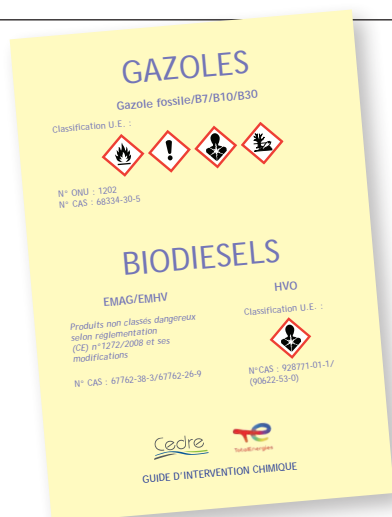 GAZOLES
Gazole fossile/B7/B10/B30
Classification U.E. :
N° ONU : 1202
N° CAS : 68334-30-5
BIODIESELS
EMAG/EMHV
Produits non classés dangereux
selon réglementation
(CE) n°1272/2008 et ses
modifications
N° CAS : 67762-38-3/67762-26-9
HVO
Classification U.E. :
N°CAS : 928771-01-1/
(90622-53-0)
Cedre
TotalEnergies
GUIDE D'INTERVENTION CHIMIQUE